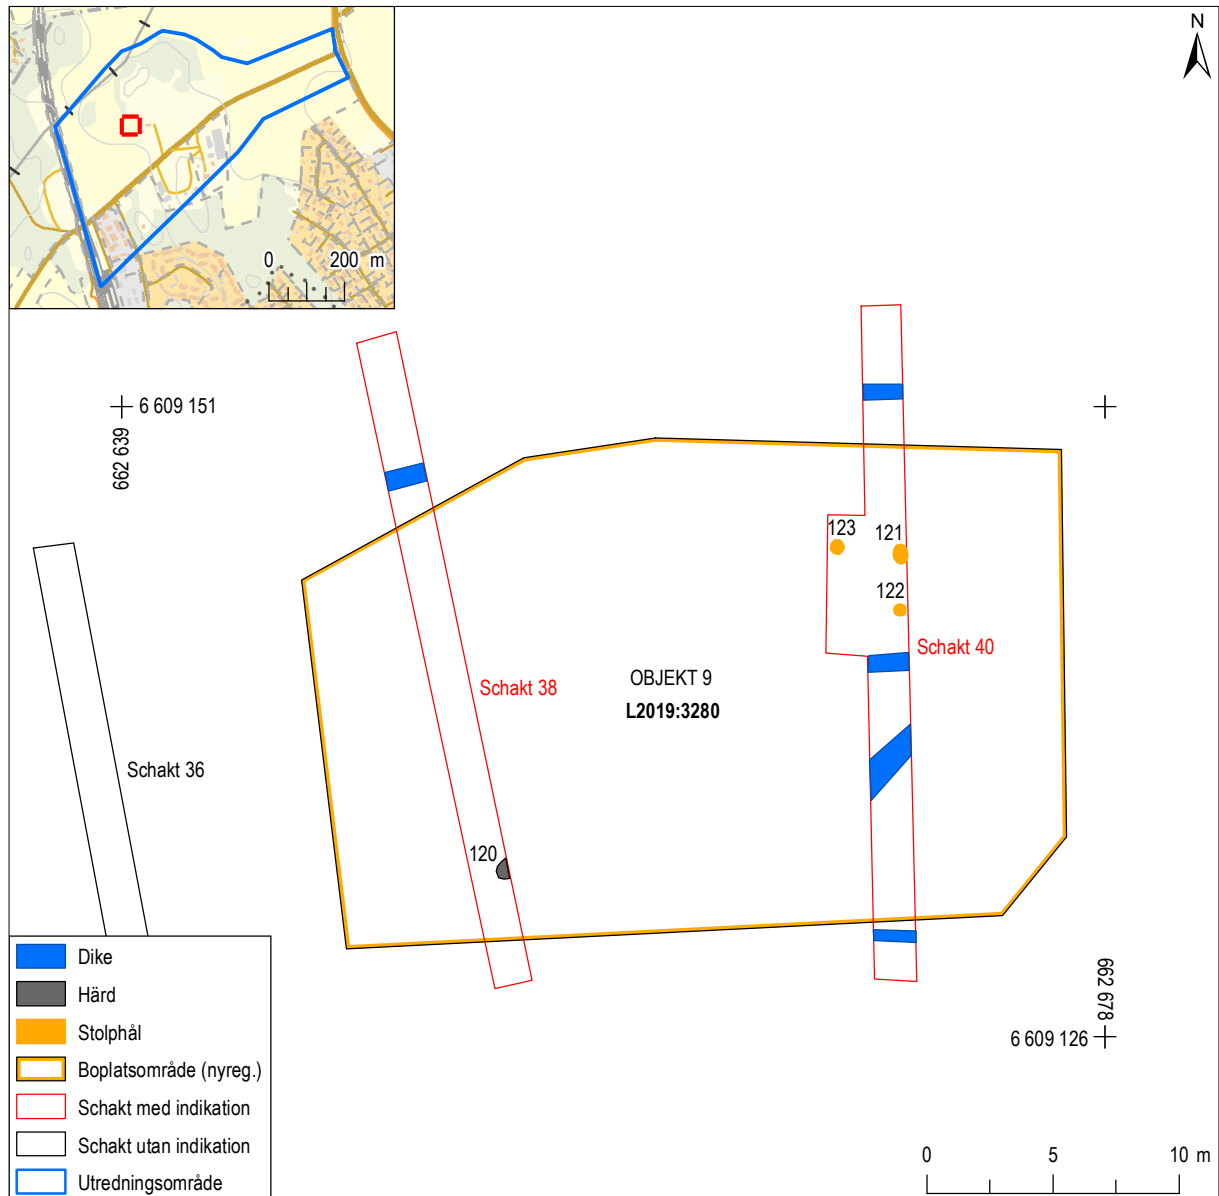 N
0 200 m
6 609 151
662 639
123
121
122
Schakt 40
OBJEKT 9
L2019:3280
Schakt 38
Schakt 36
120
Dike
Härd
Stolphål
Boplatsområde (nyreg.)
Schakt med indikation
Schakt utan indikation
Utredningsområde
662 678
6 609 126
0 5 10 m